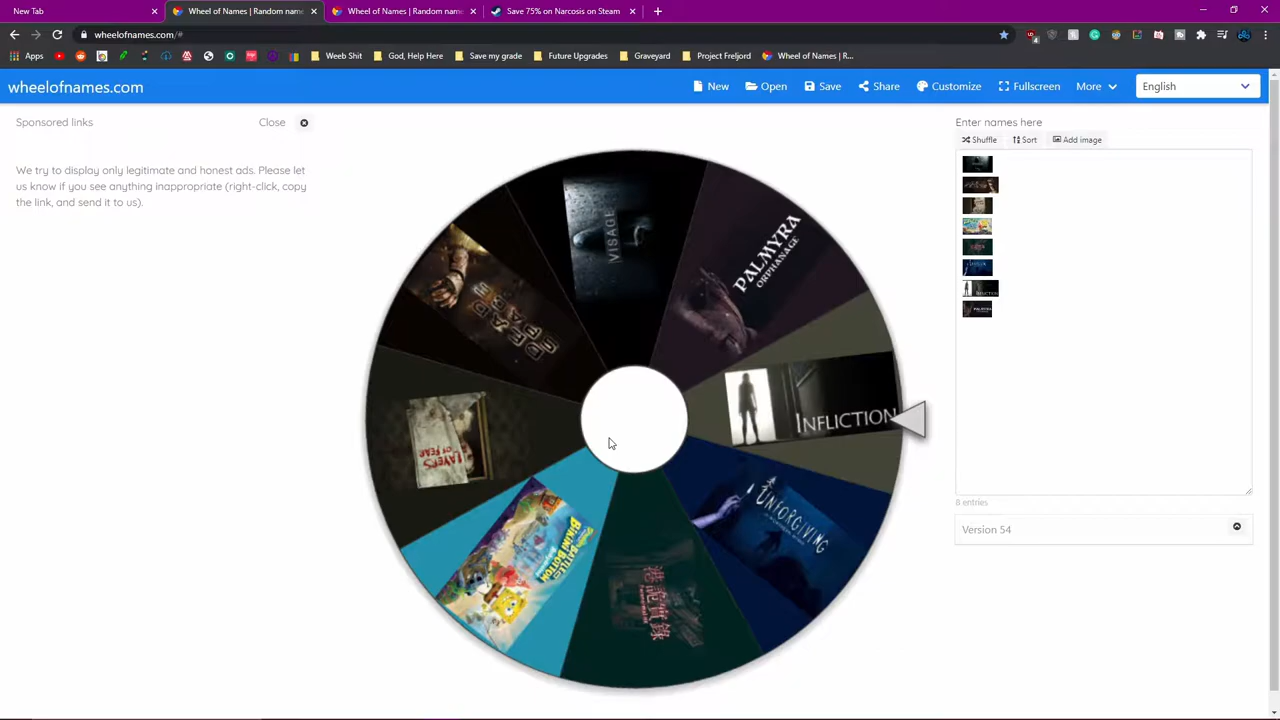 New Tab
Wheel of Names | Random name
Wheel of Names | Random name
Save 75% on Narcosis on Steam
wheelofnames.com/#
Apps
Weeb Shit
God, Help Here
Save my grade
Future Upgrades
Graveyard
Project Freljord
Wheel of Names | R...
wheelofnames.com
New
Open
Save
Share
Customize
Fullscreen
More
English
Sponsored links
Close
We try to display only legitimate and honest ads. Please let
us know if you see anything inappropriate (right-click, copy
the link, and send it to us).
Enter names here
Shuffle
Sort
Add image
VISAGE
PALMYRA
ORPHANAGE
INFLICTION
UNFORGIVING
BATTLE
BIKINI BOTTOM
LAYERS
OF FEAR
DEAD
8 entries
Version 54